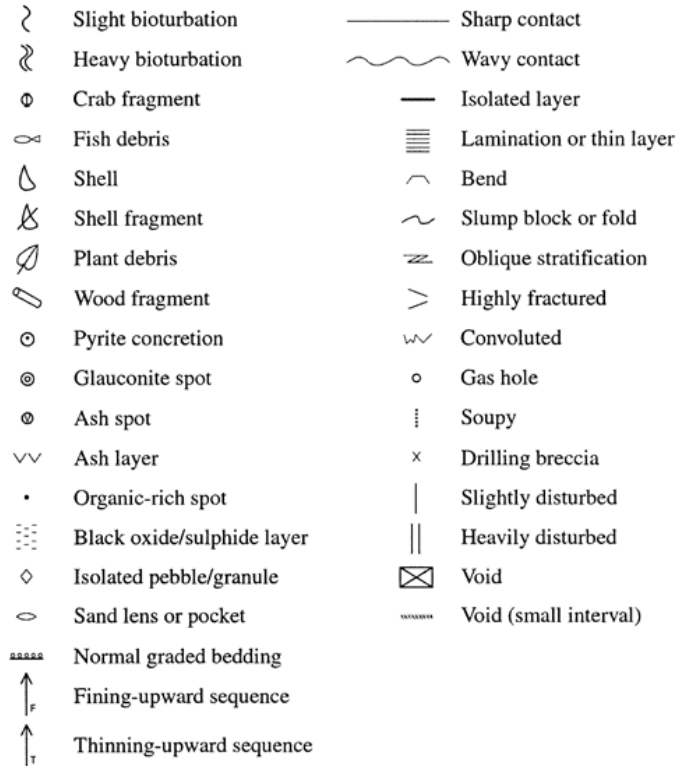 Slight bioturbation
Heavy bioturbation
Crab fragment
Fish debris
Shell
Shell fragment
Plant debris
Wood fragment
Pyrite concretion
Glauconite spot
Ash spot
Ash layer
Organic-rich spot
Black oxide/sulphide layer
Isolated pebble/granule
Sand lens or pocket
Normal graded bedding
F
Fining-upward sequence
T
Thinning-upward sequence
Sharp contact
Wavy contact
Isolated layer
Lamination or thin layer
Bend
Slump block or fold
Oblique stratification
Highly fractured
Convoluted
Gas hole
Soupy
x Drilling breccia
Slightly disturbed
Heavily disturbed
Void
Void (small interval)